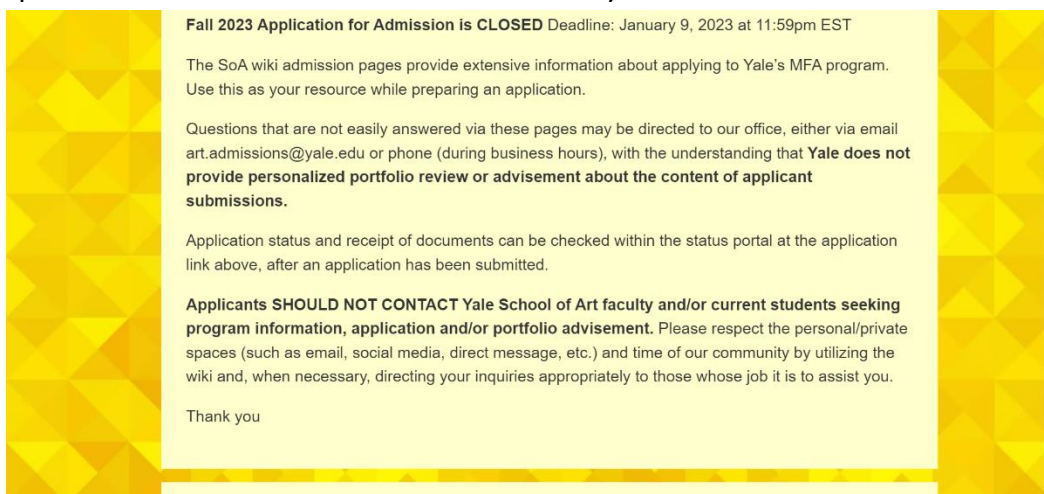 Fall 2023 Application for Admission is CLOSED Deadline: January 9, 2023 at 11:59pm EST
The SoA wiki admission pages provide extensive information about applying to Yale's MFA program.
Use this as your resource while preparing an application.
Questions that are not easily answered via these pages may be directed to our office, either via email
art.admissions@yale.edu or phone (during business hours), with the understanding that Yale does not
provide personalized portfolio review or advisement about the content of applicant
submissions.
Application status and receipt of documents can be checked within the status portal at the application
link above, after an application has been submitted.
Applicants SHOULD NOT CONTACT Yale School of Art faculty and/or current students seeking
program information, application and/or portfolio advisement. Please respect the personal/private
spaces (such as email, social media, direct message, etc.) and time of our community by utilizing the
wiki and, when necessary, directing your inquiries appropriately to those whose job it is to assist you.
Thank you